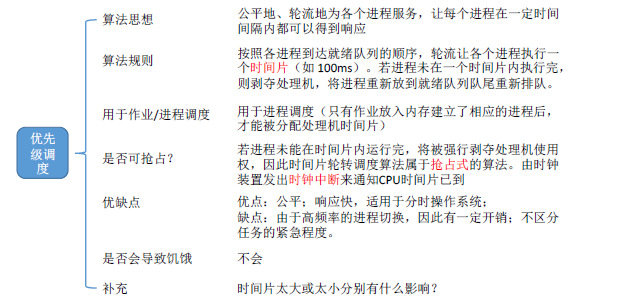 优先
级调
度
算法思想
公平地、轮流地为各个进程服务，让每个进程在一定时间
间隔内都可以得到响应
算法规则
按照各进程到达就绪队列的顺序，轮流让各个进程执行一
个时间片（如 100ms）。若进程未在一个时间片内执行完，
则剥夺处理机，将进程重新放到就绪队列队尾重新排队。
用于作业/进程调度
用于进程调度（只有作业放入内存建立了相应的进程后，
才能被分配处理机时间片）
是否可抢占？
若进程未能在时间片内运行完，将被强行剥夺处理机使用
权，因此时间片轮转调度算法属于抢占式的算法。由时钟
装置发出时钟中断来通知CPU时间片已到
优缺点
优点：公平；响应快，适用于分时操作系统；
缺点：由于高频率的进程切换，因此有一定开销；不区分
任务的紧急程度。
是否会导致饥饿
不会
补充
时间片太大或太小分别有什么影响？